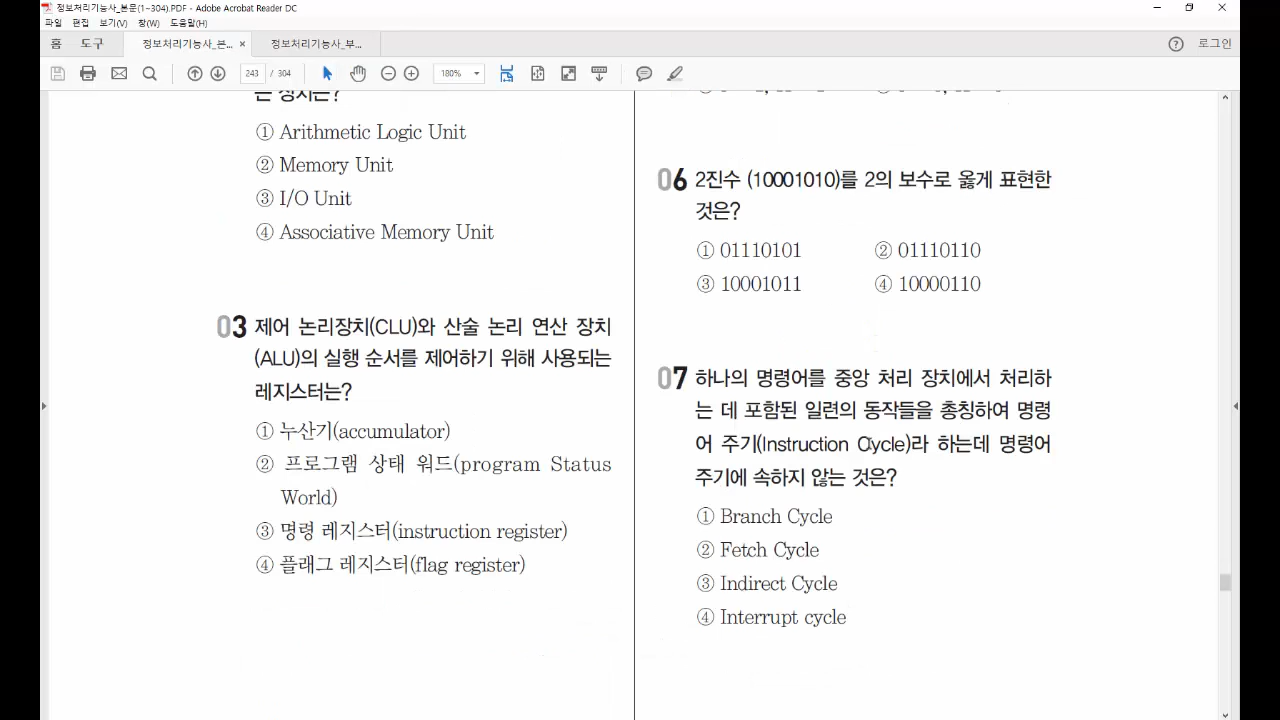 정보처리기능사_본문(1-304).PDF - Adobe Acrobat Reader DC
파일 편집 보기(V) 창(W) 도움말(H)
홈 도구 정보처리기능사_본... × 정보처리기능사_부... 로그인
243 / 304 180%
는 장치는?
① Arithmetic Logic Unit
② Memory Unit
③ I/O Unit
④ Associative Memory Unit
03 제어 논리장치(CLU)와 산술 논리 연산 장치
(ALU)의 실행 순서를 제어하기 위해 사용되는
레지스터는?
① 누산기(accumulator)
② 프로그램 상태 워드(program Status
World)
③ 명령 레지스터(instruction register)
④ 플래그 레지스터(flag register)
06 2진수 (10001010)를 2의 보수로 옳게 표현한
것은?
① 01110101 ② 01110110
③ 10001011 ④ 10000110
07 하나의 명령어를 중앙 처리 장치에서 처리하
는 데 포함된 일련의 동작들을 총칭하여 명령
어 주기(Instruction Cycle)라 하는데 명령어
주기에 속하지 않는 것은?
① Branch Cycle
② Fetch Cycle
③ Indirect Cycle
④ Interrupt cycle